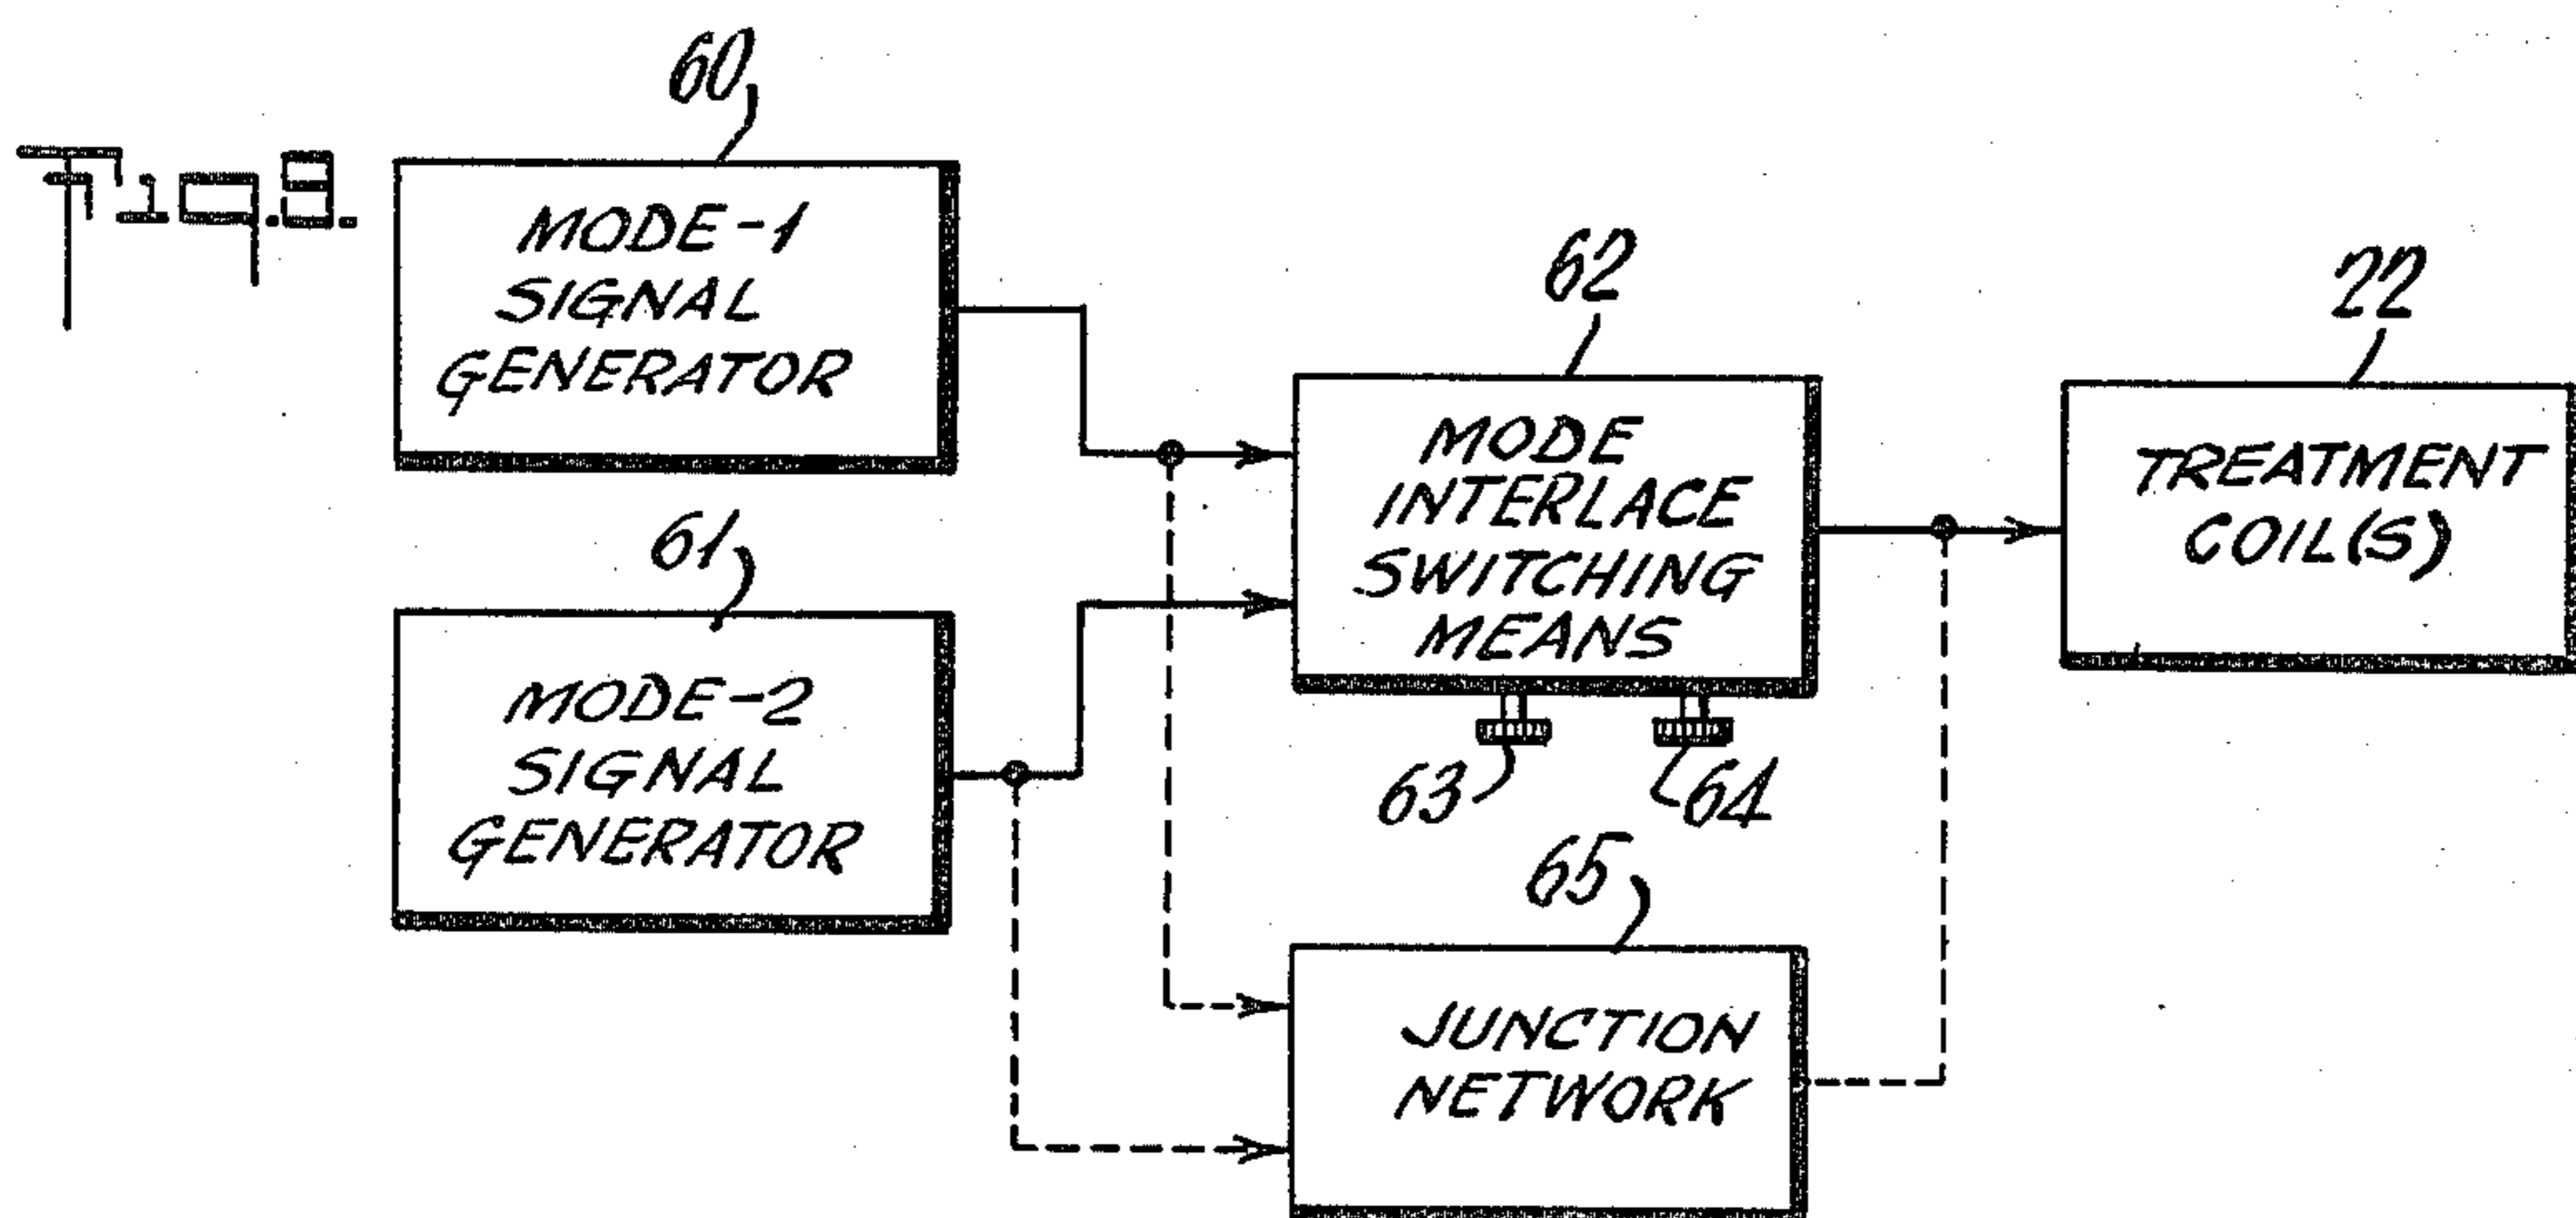 Fig.8.
60
MODE-1
SIGNAL
GENERATOR
61
MODE-2
SIGNAL
GENERATOR
62
MODE
INTERLACE
SWITCHING
MEANS
63
64
65
JUNCTION
NETWORK
22
TREATMENT
COIL(S)